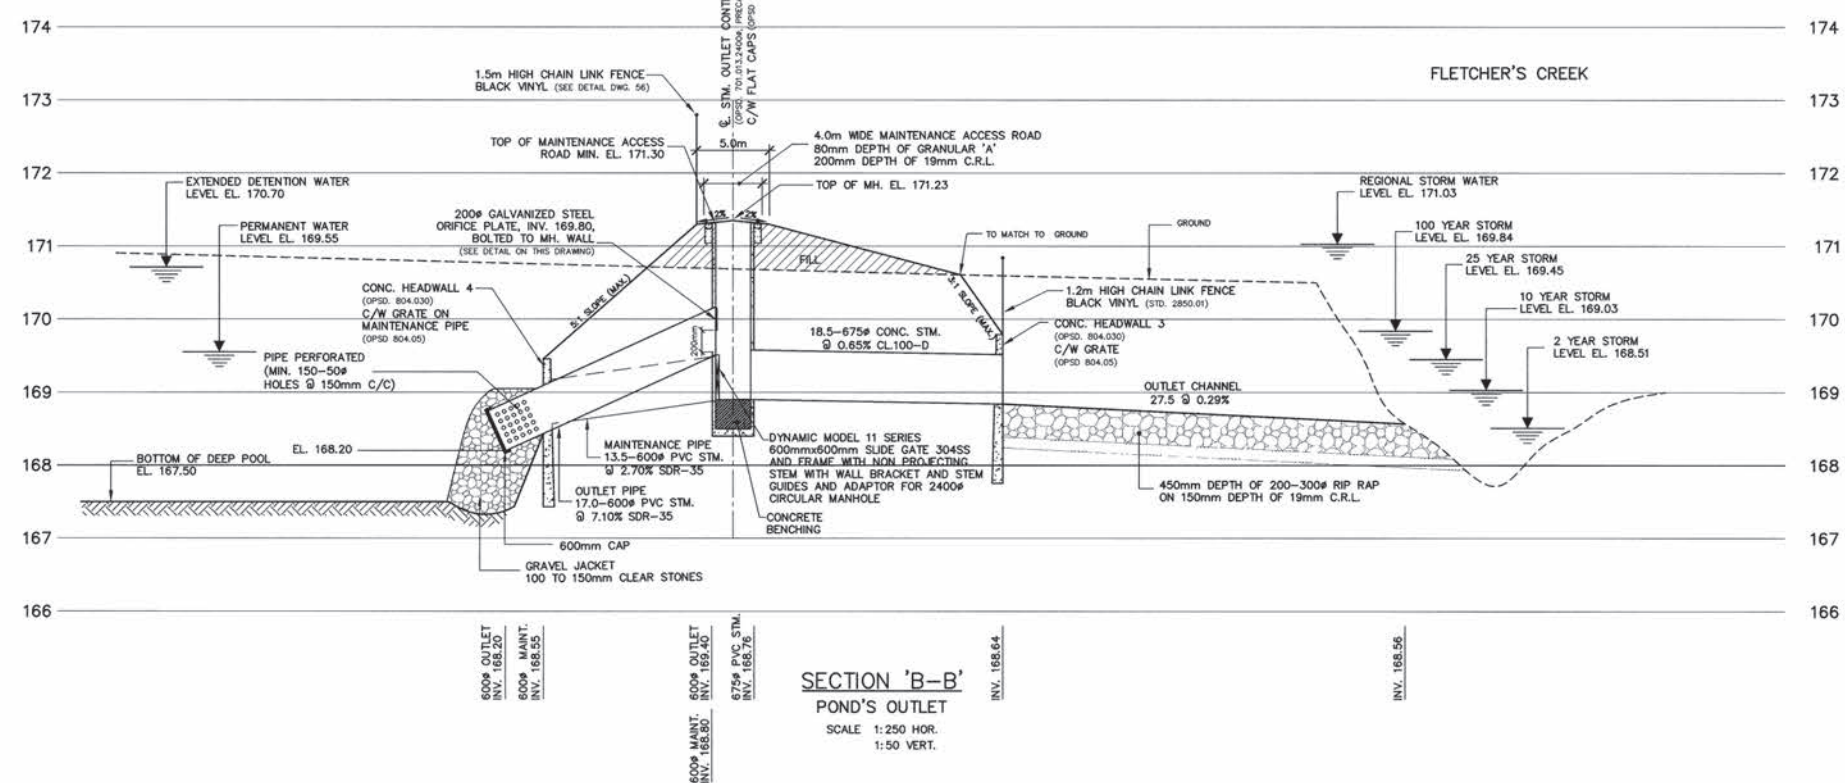 174
173
172
171
170
169
168
167
166
174
173
172
171
170
169
168
167
166
FLETCHER'S CREEK
℄ STM. OUTLET CONT
(OPSD. 701.013,2400ø, PREC
C/W FLAT CAPS (OPSD
1.5m HIGH CHAIN LINK FENCE
BLACK VINYL (SEE DETAIL DWG. 56)
TOP OF MAINTENANCE ACCESS
ROAD MIN. EL. 171.30
5.0m
4.0m WIDE MAINTENANCE ACCESS ROAD
80mm DEPTH OF GRANULAR 'A'
200mm DEPTH OF 19mm C.R.L.
TOP OF MH. EL. 171.23
2%
2%
EXTENDED DETENTION WATER
LEVEL EL. 170.70
PERMANENT WATER
LEVEL EL. 169.55
200ø GALVANIZED STEEL
ORIFICE PLATE, INV. 169.80,
BOLTED TO MH. WALL
(SEE DETAIL ON THIS DRAWING)
REGIONAL STORM WATER
LEVEL EL. 171.03
100 YEAR STORM
LEVEL EL. 169.84
25 YEAR STORM
LEVEL EL. 169.45
10 YEAR STORM
LEVEL EL. 169.03
2 YEAR STORM
LEVEL EL. 168.51
TO MATCH TO GROUND
GROUND
FILL
5:1 SLOPE (MAX.)
3:1 SLOPE (MAX.)
CONC. HEADWALL 4
(OPSD. 804.030)
C/W GRATE ON
MAINTENANCE PIPE
(OPSD 804.05)
PIPE PERFORATED
(MIN. 150-50ø
HOLES @ 150mm C/C)
200mm
18.5-675ø CONC. STM.
@ 0.65% CL.100-D
1.2m HIGH CHAIN LINK FENCE
BLACK VINYL (STD. 2850.01)
CONC. HEADWALL 3
(OPSD. 804.030)
C/W GRATE
(OPSD 804.05)
OUTLET CHANNEL
27.5 @ 0.29%
EL. 168.20
BOTTOM OF DEEP POOL
EL. 167.50
MAINTENANCE PIPE
13.5-600ø PVC STM.
@ 2.70% SDR-35
OUTLET PIPE
17.0-600ø PVC STM.
@ 7.10% SDR-35
DYNAMIC MODEL 11 SERIES
600mmx600mm SLIDE GATE 304SS
AND FRAME WITH NON PROJECTING
STEM WITH WALL BRACKET AND STEM
GUIDES AND ADAPTOR FOR 2400ø
CIRCULAR MANHOLE
CONCRETE
BENCHING
450mm DEPTH OF 200-300ø RIP RAP
ON 150mm DEPTH OF 19mm C.R.L.
600mm CAP
GRAVEL JACKET
100 TO 150mm CLEAR STONES
600ø OUTLET
INV. 168.20
600ø MAINT.
INV. 168.55
600ø OUTLET
INV. 169.40
675ø PVC STM.
INV. 168.76
600ø MAINT.
INV. 168.80
INV. 168.64
INV. 168.56
SECTION 'B-B'
POND'S OUTLET
SCALE 1:250 HOR.
1:50 VERT.